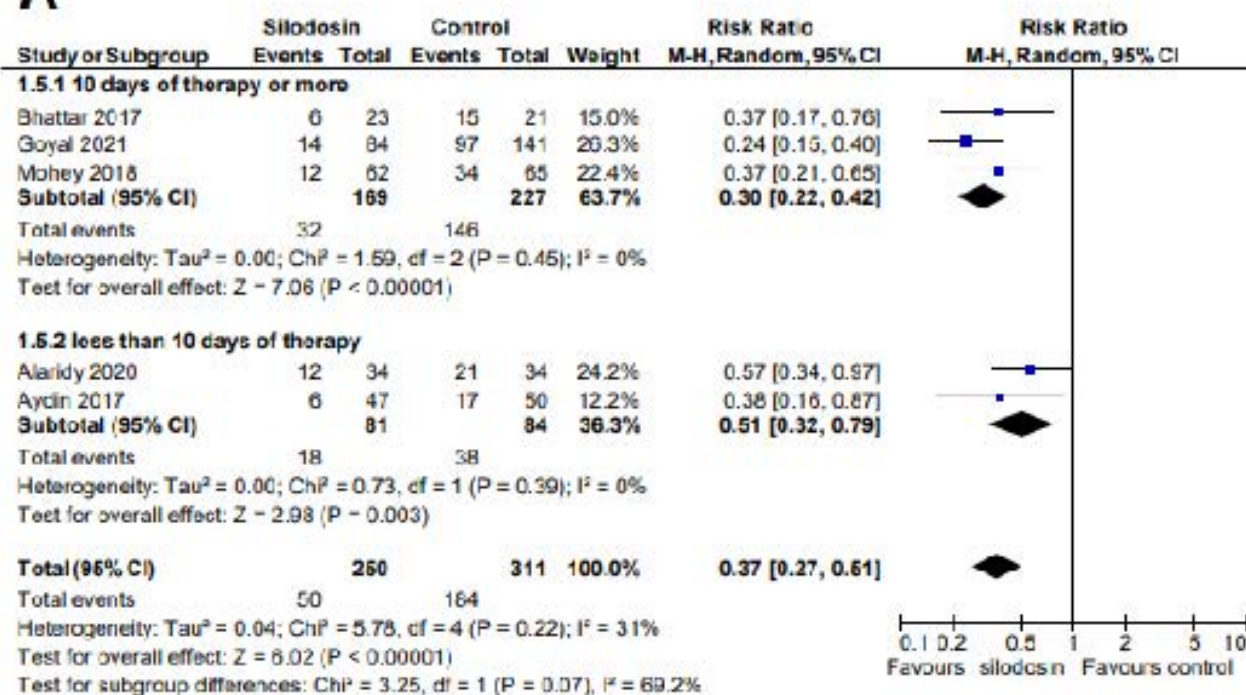 A
Silodosin Control Risk Ratio Risk Ratio
Study or Subgroup Events Total Events Total Weight M-H, Random, 95% CI M-H, Random, 95% CI
1.5.1 10 days of therapy or more
Bhattar 2017 6 23 15 21 15.0% 0.37 [0.17, 0.76]
Goyal 2021 14 84 97 141 26.3% 0.24 [0.15, 0.40]
Mohey 2018 12 62 34 65 22.4% 0.37 [0.21, 0.65]
Subtotal (95% CI) 169 227 63.7% 0.30 [0.22, 0.42]
Total events 32 146
Heterogeneity: Tau² = 0.00; Chi² = 1.59, df = 2 (P = 0.45); I² = 0%
Test for overall effect: Z = 7.06 (P < 0.00001)
1.5.2 less than 10 days of therapy
Alaridy 2020 12 34 21 34 24.2% 0.57 [0.34, 0.97]
Aydin 2017 6 47 17 50 12.2% 0.38 [0.16, 0.87]
Subtotal (95% CI) 81 84 36.3% 0.51 [0.32, 0.79]
Total events 18 38
Heterogeneity: Tau² = 0.00; Chi² = 0.73, df = 1 (P = 0.39); I² = 0%
Test for overall effect: Z = 2.98 (P = 0.003)
Total (95% CI) 250 311 100.0% 0.37 [0.27, 0.51]
Total events 50 184
Heterogeneity: Tau² = 0.04; Chi² = 5.78, df = 4 (P = 0.22); I² = 31%
Test for overall effect: Z = 6.02 (P < 0.00001)
Test for subgroup differences: Chi² = 3.25, df = 1 (P = 0.07), I² = 69.2%
0.1 0.2 0.5 1 2 5 10
Favours silodosin Favours control